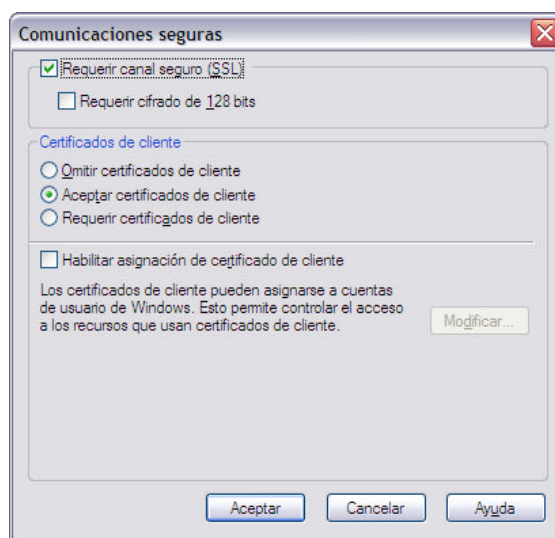 Comunicaciones seguras
Requerir canal seguro (SSL)
Requerir cifrado de 128 bits
Certificados de cliente
Omitir certificados de cliente
Aceptar certificados de cliente
Requerir certificados de cliente
Habilitar asignación de certificado de cliente
Los certificados de cliente pueden asignarse a cuentas
de usuario de Windows. Esto permite controlar el acceso
a los recursos que usan certificados de cliente.
Modificar...
Aceptar Cancelar Ayuda